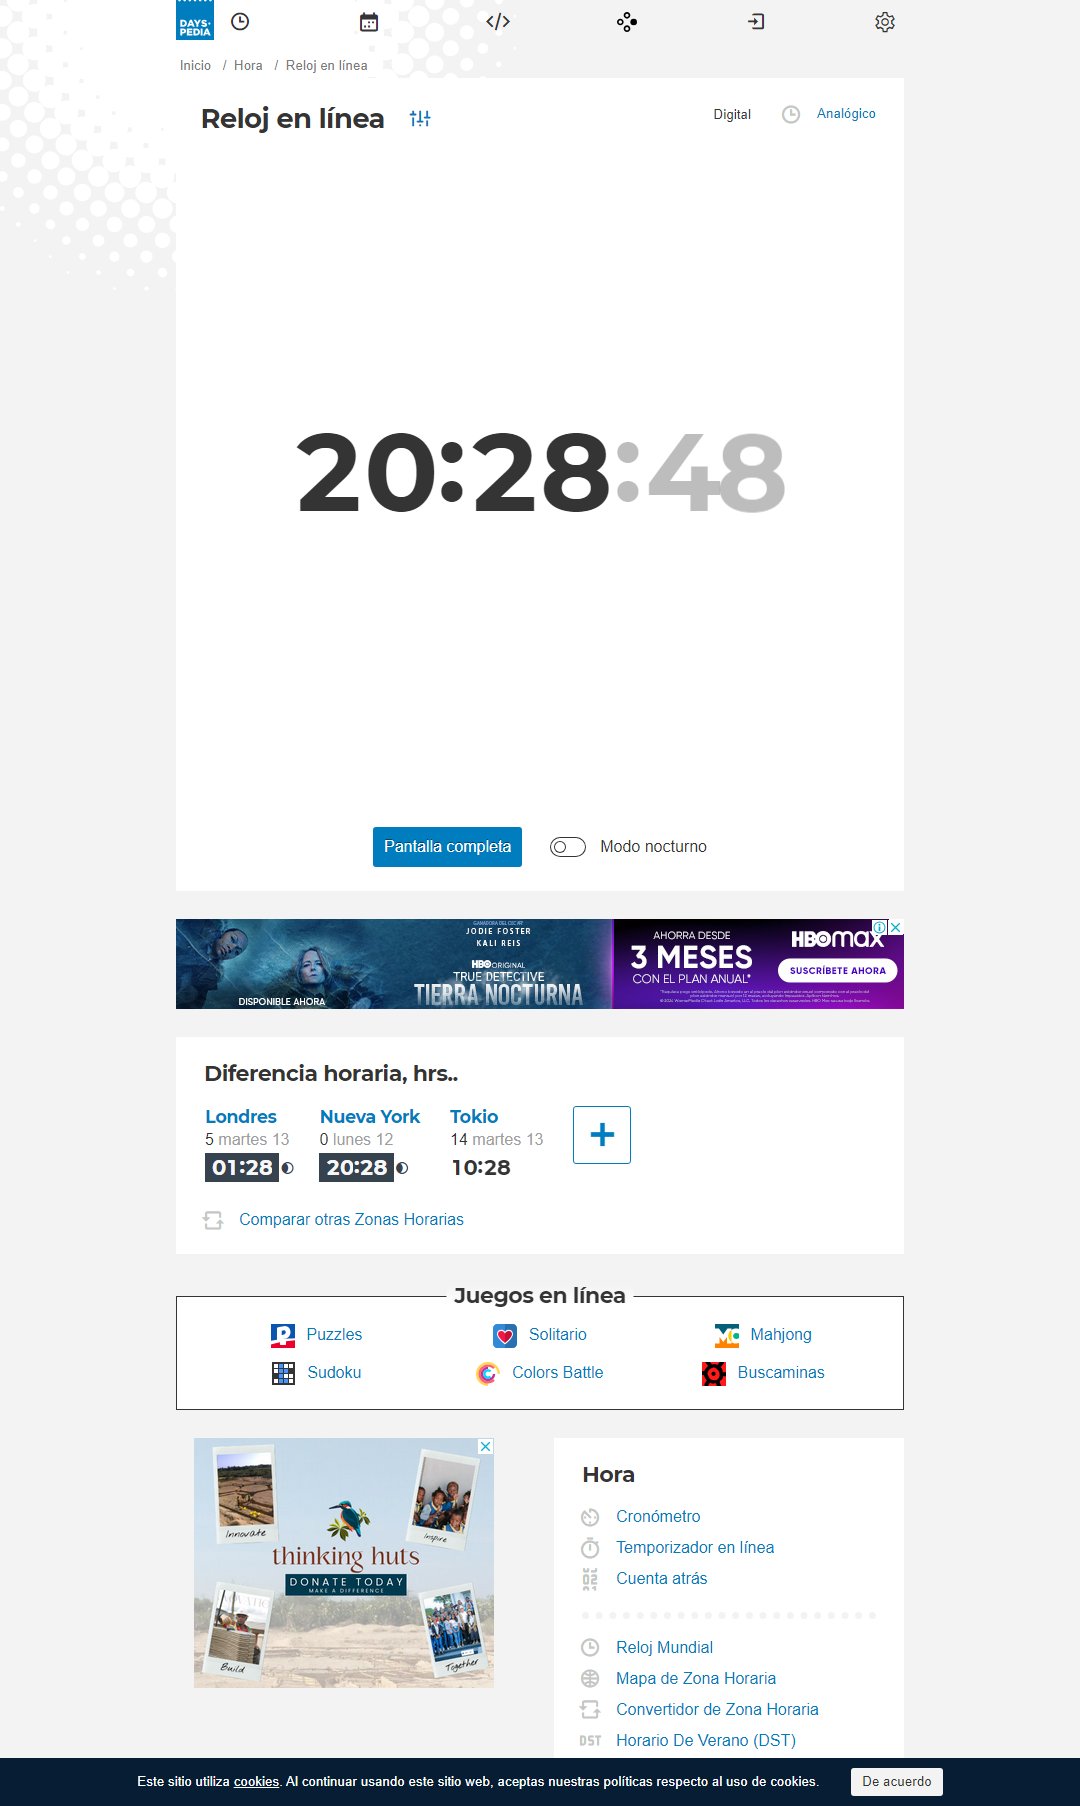 DAYS•
PEDIA
Inicio / Hora / Reloj en línea
Reloj en línea
Digital
Analógico
20:28:48
Pantalla completa
Modo nocturno
JODIE FOSTER
KALI REIS
HBO ORIGINAL
TRUE DETECTIVE
TIERRA NOCTURNA
DISPONIBLE AHORA
AHORRA DESDE
3 MESES
CON EL PLAN ANUAL*
HBOmax
SUSCRÍBETE AHORA
Diferencia horaria, hrs..
Londres
5 martes 13
01:28
Nueva York
0 lunes 12
20:28
Tokio
14 martes 13
10:28
Comparar otras Zonas Horarias
Juegos en línea
Puzzles
Solitario
Mahjong
Sudoku
Colors Battle
Buscaminas
Innovate
Inspire
thinking huts
DONATE TODAY
MAKE A DIFFERENCE
Build
Together
Hora
Cronómetro
Temporizador en línea
Cuenta atrás
Reloj Mundial
Mapa de Zona Horaria
Convertidor de Zona Horaria
DST Horario De Verano (DST)
Este sitio utiliza cookies. Al continuar usando este sitio web, aceptas nuestras políticas respecto al uso de cookies.
De acuerdo